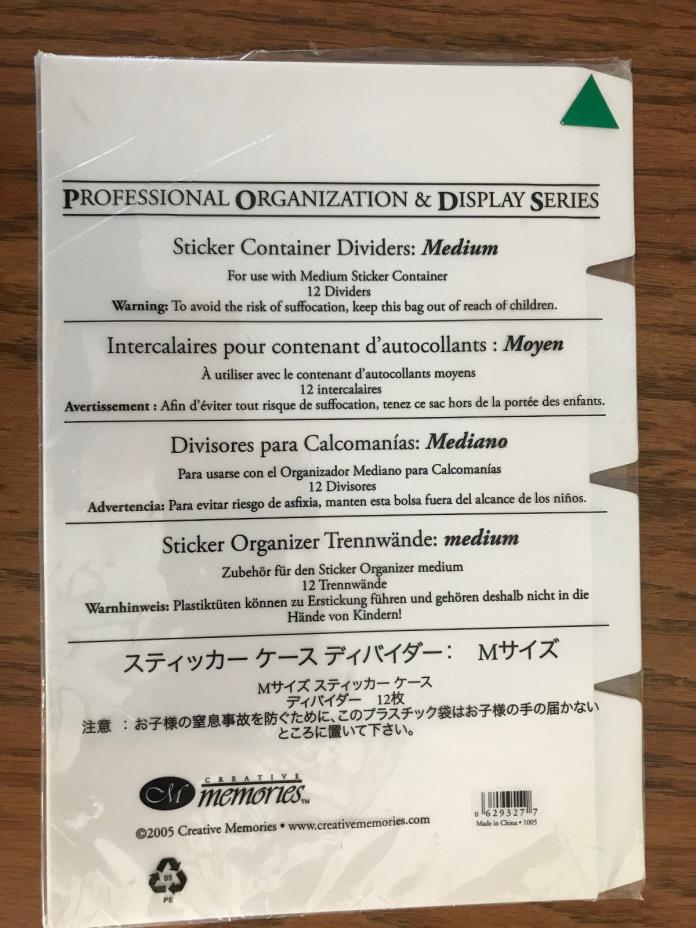 PROFESSIONAL ORGANIZATION & DISPLAY SERIES
Sticker Container Dividers: Medium
For use with Medium Sticker Container
12 Dividers
Warning: To avoid the risk of suffocation, keep this bag out of reach of children.
Intercalaires pour contenant d'autocollants : Moyen
À utiliser avec le contenant d'autocollants moyens
12 intercalaires
Avertissement : Afin d'éviter tout risque de suffocation, tenez ce sac hors de la portée des enfants.
Divisores para Calcomanías: Mediano
Para usarse con el Organizador Mediano para Calcomanías
12 Divisores
Advertencia: Para evitar riesgo de asfixia, manten esta bolsa fuera del alcance de los niños.
Sticker Organizer Trennwände: medium
Zubehör für den Sticker Organizer medium
12 Trennwände
Warnhinweis: Plastiktüten können zu Erstickung führen und gehören deshalb nicht in die
Hände von Kindern!
スティッカー ケース ディバイダー： Mサイズ
Mサイズ スティッカー ケース
ディバイダー 12枚
注意 ：お子様の窒息事故を防ぐために、このプラスチック袋はお子様の手の届かない
ところに置いて下さい。
CM CREATIVE
memories™
©2005 Creative Memories • www.creativememories.com
0 62932 7 7
Made in China • 1005
05
PE